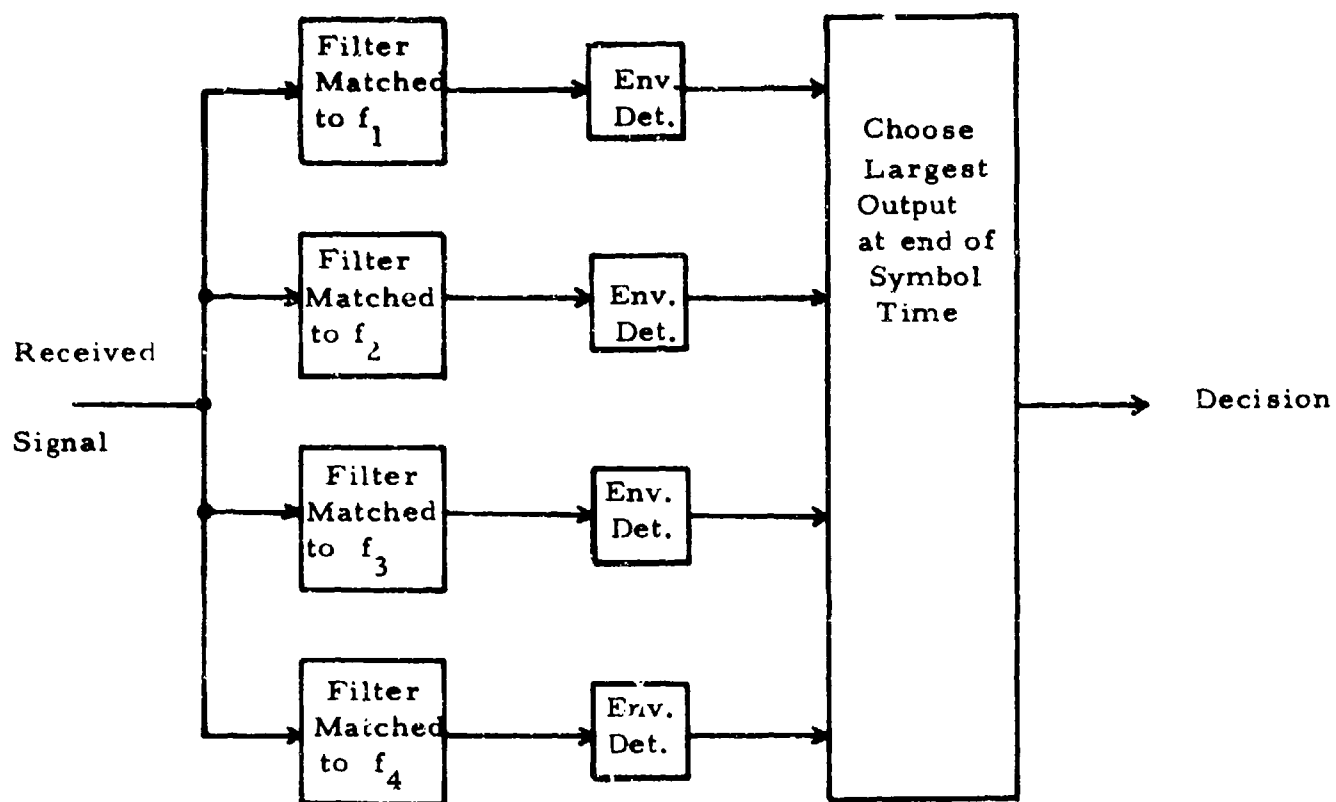 Received
Signal
Filter
Matched
to f1
Env.
Det.
Filter
Matched
to f2
Env.
Det.
Filter
Matched
to f3
Env.
Det.
Filter
Matched
to f4
Env.
Det.
Choose
Largest
Output
at end of
Symbol
Time
Decision